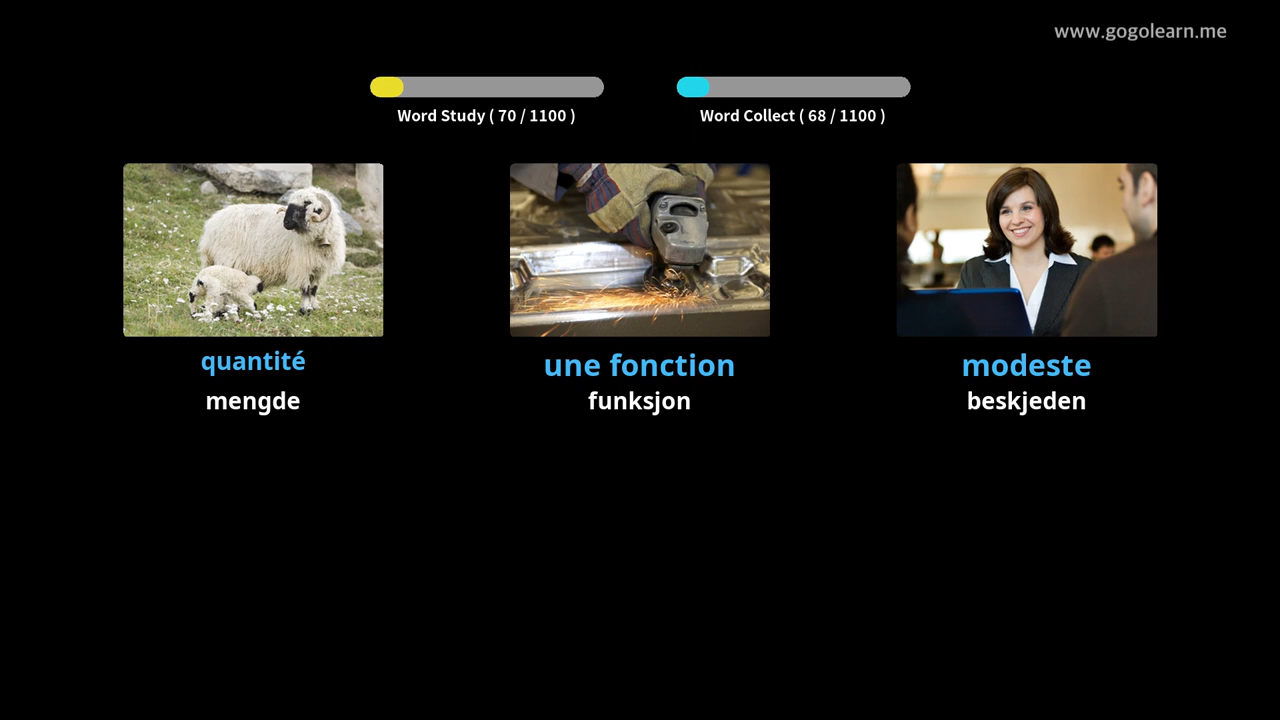 www.gogolearn.me
Word Study ( 70 / 1100 )
Word Collect ( 68 / 1100 )
quantité
mengde
une fonction
funksjon
modeste
beskjeden